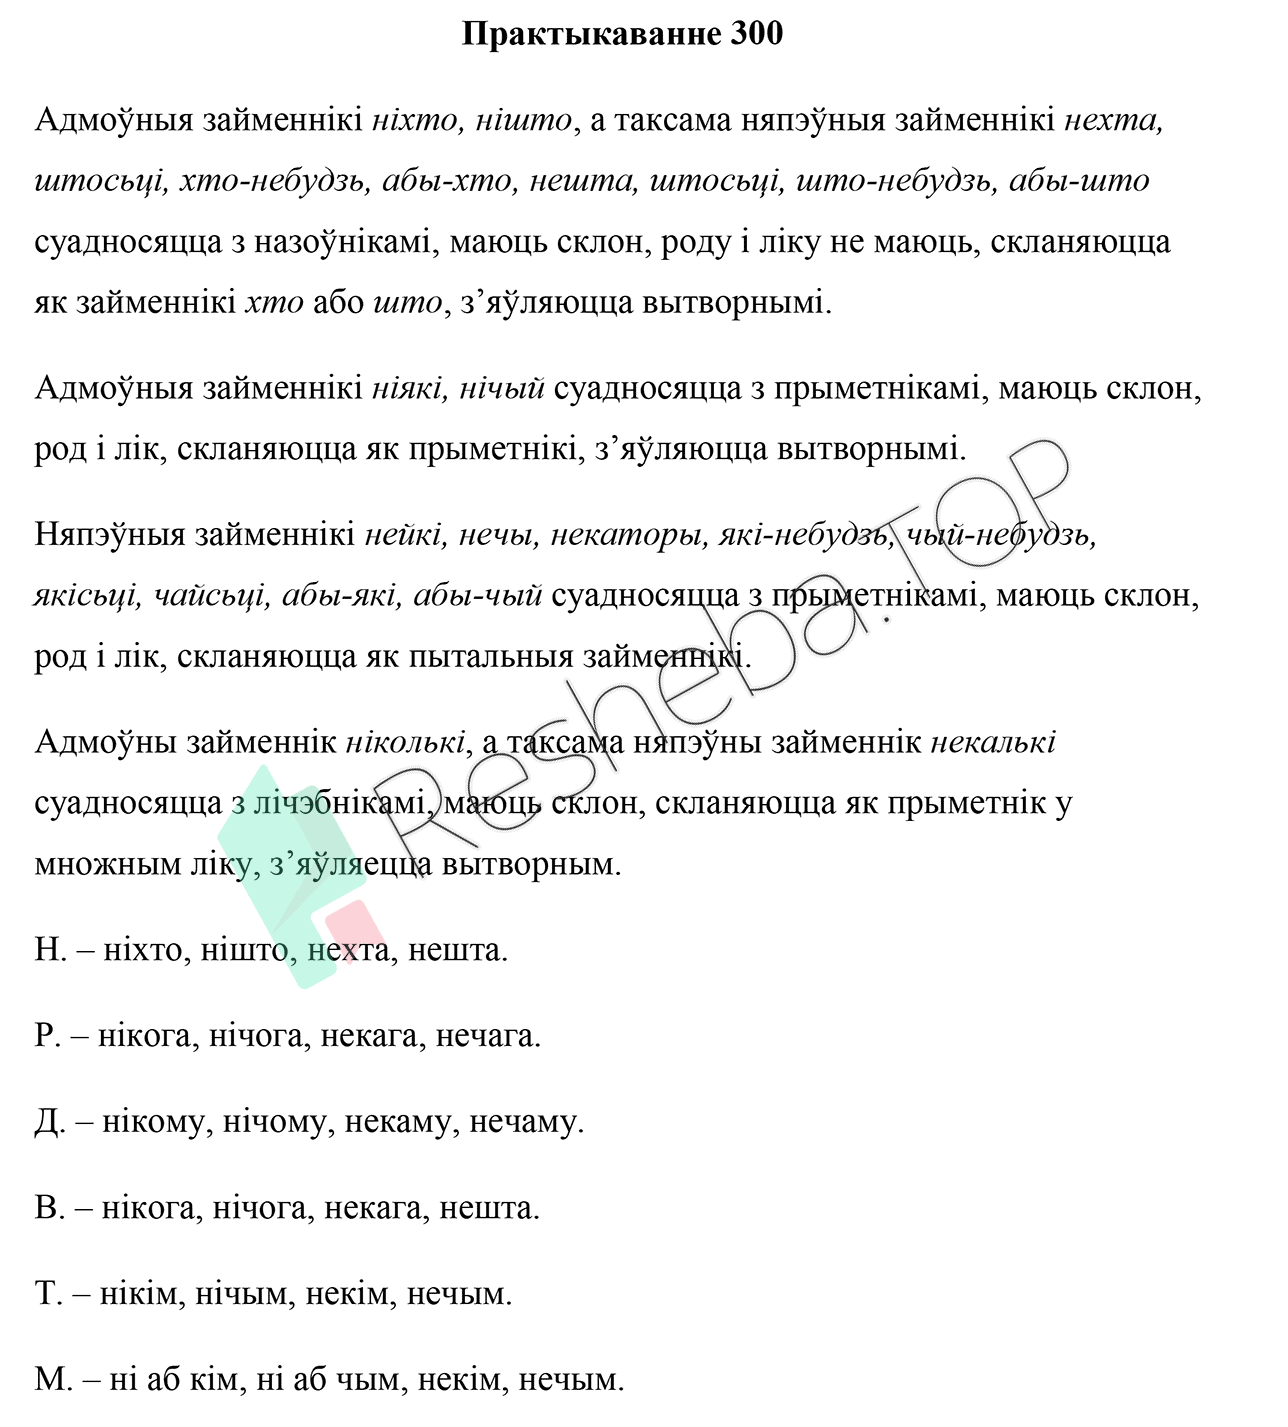 Практыкаванне 300
Адмоўныя займеннікі ніхто, нішто, а таксама няпэўныя займеннікі нехта,
штосьці, хто-небудзь, абы-хто, нешта, штосьці, што-небудзь, абы-што
суадносяцца з назоўнікамі, маюць склон, роду і ліку не маюць, скланяюцца
як займеннікі хто або што, з’яўляюцца вытворнымі.
Адмоўныя займеннікі ніякі, нічый суадносяцца з прыметнікамі, маюць склон,
род і лік, скланяюцца як прыметнікі, з’яўляюцца вытворнымі.
Няпэўныя займеннікі нейкі, нечы, некаторы, які-небудзь, чый-небудзь,
якісьці, чайсьці, абы-які, абы-чый суадносяцца з прыметнікамі, маюць склон,
род і лік, скланяюцца як пытальныя займеннікі.
Адмоўны займеннік ніколькі, а таксама няпэўны займеннік некалькі
суадносяцца з лічэбнікамі, маюць склон, скланяюцца як прыметнік у
множным ліку, з’яўляецца вытворным.
Н. – ніхто, нішто, нехта, нешта.
Р. – нікога, нічога, некага, нечага.
Д. – нікому, нічому, некаму, нечаму.
В. – нікога, нічога, некага, нешта.
Т. – нікім, нічым, некім, нечым.
М. – ні аб кім, ні аб чым, некім, нечым.
Resheba.TOP